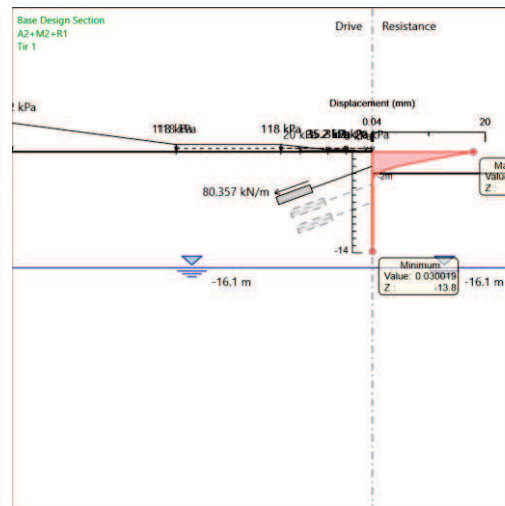 Base Design Section
A2+M2+R1
Tir 1
Drive
Resistance
Displacement (mm)
0.04
20
kPa
118 kPa
80.357 kN/m
-2m
-14
Minimum
Value: 0.030019
Z :
-13.8
Value:
Z :
-16.1 m
-16.1 m